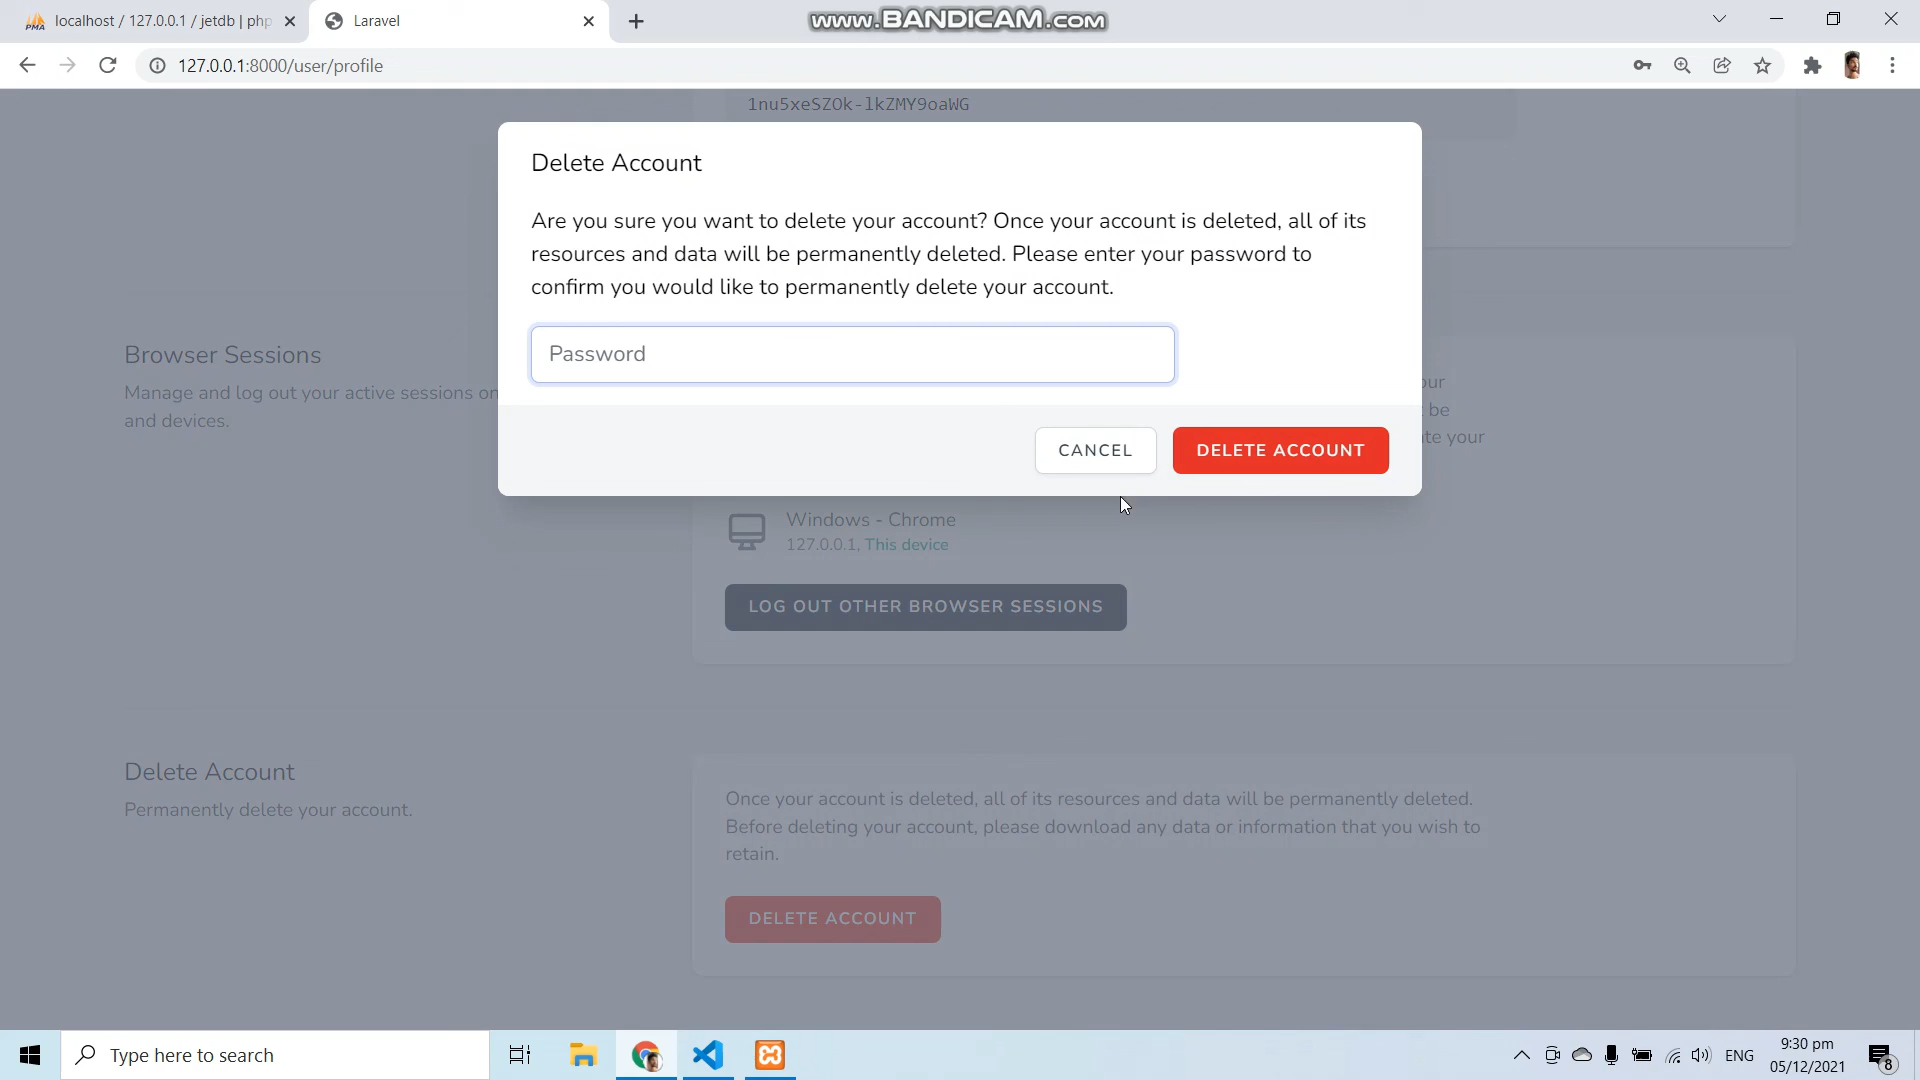 localhost / 127.0.0.1 / jetdb | php
Laravel
www.BANDICAM.com
127.0.0.1:8000/user/profile
1nu5xeSZOk-lkZMY9oaWG
Delete Account
Are you sure you want to delete your account? Once your account is deleted, all of its
resources and data will be permanently deleted. Please enter your password to
confirm you would like to permanently delete your account.
Password
CANCEL
DELETE ACCOUNT
Browser Sessions
Manage and log out your active sessions on
and devices.
our
be
ate your
Windows - Chrome
127.0.0.1, This device
LOG OUT OTHER BROWSER SESSIONS
Delete Account
Permanently delete your account.
Once your account is deleted, all of its resources and data will be permanently deleted.
Before deleting your account, please download any data or information that you wish to
retain.
DELETE ACCOUNT
Type here to search
ENG
9:30 pm
05/12/2021
8